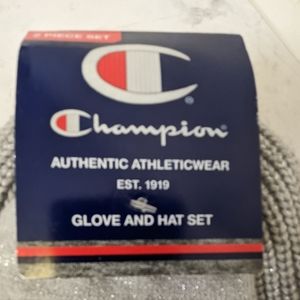 2 PIECE SET
®
Champion
AUTHENTIC ATHLETICWEAR
EST. 1919
GLOVE AND HAT SET